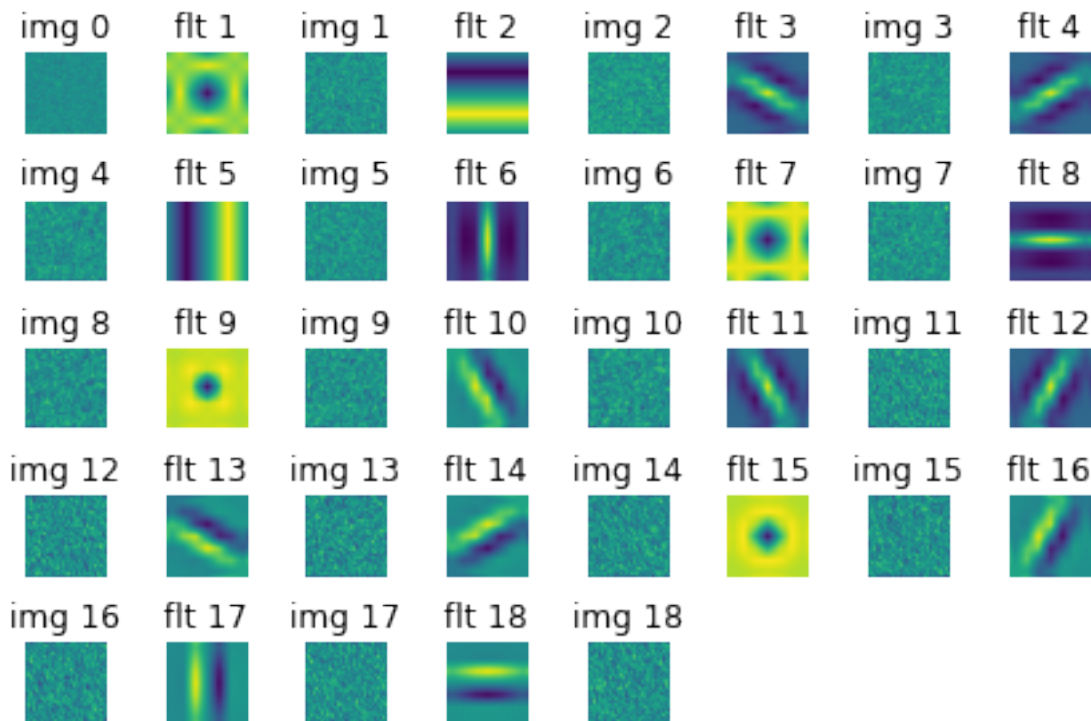 img 0 flt 1 img 1 flt 2 img 2 flt 3 img 3 flt 4
img 4 flt 5 img 5 flt 6 img 6 flt 7 img 7 flt 8
img 8 flt 9 img 9 flt 10 img 10 flt 11 img 11 flt 12
img 12 flt 13 img 13 flt 14 img 14 flt 15 img 15 flt 16
img 16 flt 17 img 17 flt 18 img 18